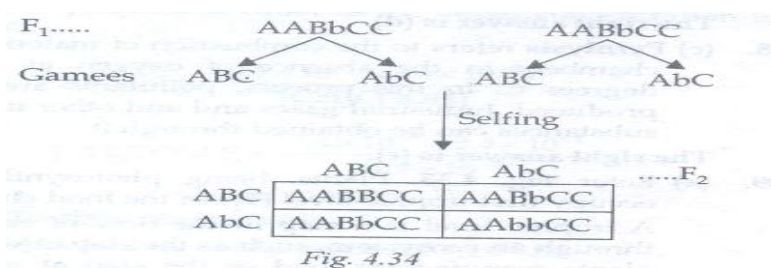 F₁..... AABbCC AABbCC
Gamees ABC AbC ABC AbC
Selfing
ABC AbC .....F₂
ABC AABBCC AABbCC
AbC AABbCC AAbbCC
Fig. 4.34